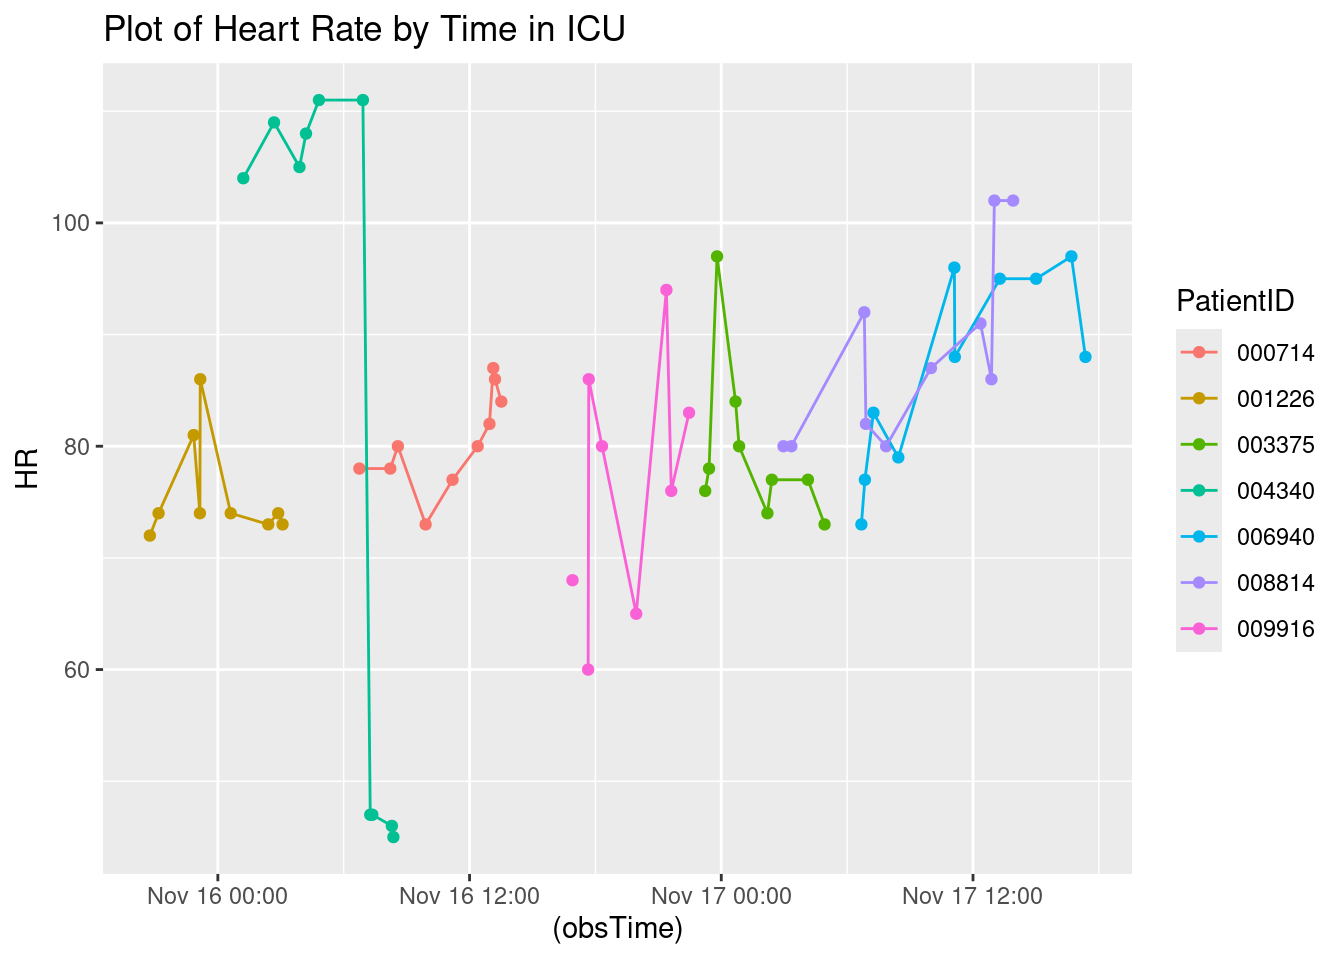 Plot of Heart Rate by Time in ICU
100
80
60
HR
Nov 16 00:00
Nov 16 12:00
Nov 17 00:00
Nov 17 12:00
(obsTime)
PatientID
000714
001226
003375
004340
006940
008814
009916